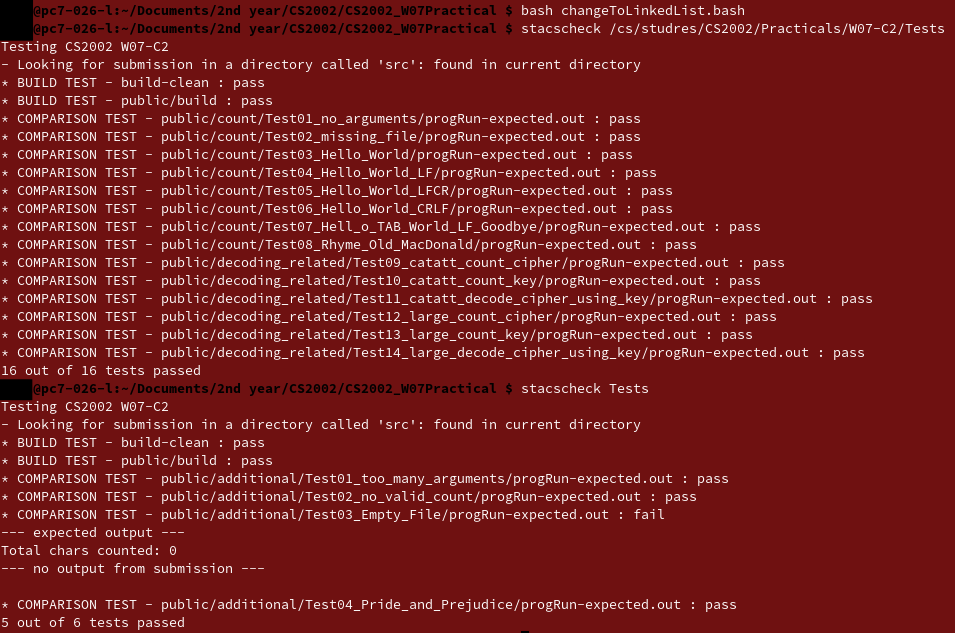 @pc7-026-l:~/Documents/2nd year/CS2002/CS2002_W07Practical $ bash changeToLinkedList.bash
@pc7-026-l:~/Documents/2nd year/CS2002/CS2002_W07Practical $ stacscheck /cs/studres/CS2002/Practicals/W07-C2/Tests
Testing CS2002 W07-C2
- Looking for submission in a directory called 'src': found in current directory
* BUILD TEST - build-clean : pass
* BUILD TEST - public/build : pass
* COMPARISON TEST - public/count/Test01_no_arguments/progRun-expected.out : pass
* COMPARISON TEST - public/count/Test02_missing_file/progRun-expected.out : pass
* COMPARISON TEST - public/count/Test03_Hello_World/progRun-expected.out : pass
* COMPARISON TEST - public/count/Test04_Hello_World_LF/progRun-expected.out : pass
* COMPARISON TEST - public/count/Test05_Hello_World_LFCR/progRun-expected.out : pass
* COMPARISON TEST - public/count/Test06_Hello_World_CRLF/progRun-expected.out : pass
* COMPARISON TEST - public/count/Test07_Hell_o_TAB_World_LF_Goodbye/progRun-expected.out : pass
* COMPARISON TEST - public/count/Test08_Rhyme_Old_MacDonald/progRun-expected.out : pass
* COMPARISON TEST - public/decoding_related/Test09_catatt_count_cipher/progRun-expected.out : pass
* COMPARISON TEST - public/decoding_related/Test10_catatt_count_key/progRun-expected.out : pass
* COMPARISON TEST - public/decoding_related/Test11_catatt_decode_cipher_using_key/progRun-expected.out : pass
* COMPARISON TEST - public/decoding_related/Test12_large_count_cipher/progRun-expected.out : pass
* COMPARISON TEST - public/decoding_related/Test13_large_count_key/progRun-expected.out : pass
* COMPARISON TEST - public/decoding_related/Test14_large_decode_cipher_using_key/progRun-expected.out : pass
16 out of 16 tests passed
@pc7-026-l:~/Documents/2nd year/CS2002/CS2002_W07Practical $ stacscheck Tests
Testing CS2002 W07-C2
- Looking for submission in a directory called 'src': found in current directory
* BUILD TEST - build-clean : pass
* BUILD TEST - public/build : pass
* COMPARISON TEST - public/additional/Test01_too_many_arguments/progRun-expected.out : pass
* COMPARISON TEST - public/additional/Test02_no_valid_count/progRun-expected.out : pass
* COMPARISON TEST - public/additional/Test03_Empty_File/progRun-expected.out : fail
--- expected output ---
Total chars counted: 0
--- no output from submission ---
* COMPARISON TEST - public/additional/Test04_Pride_and_Prejudice/progRun-expected.out : pass
5 out of 6 tests passed